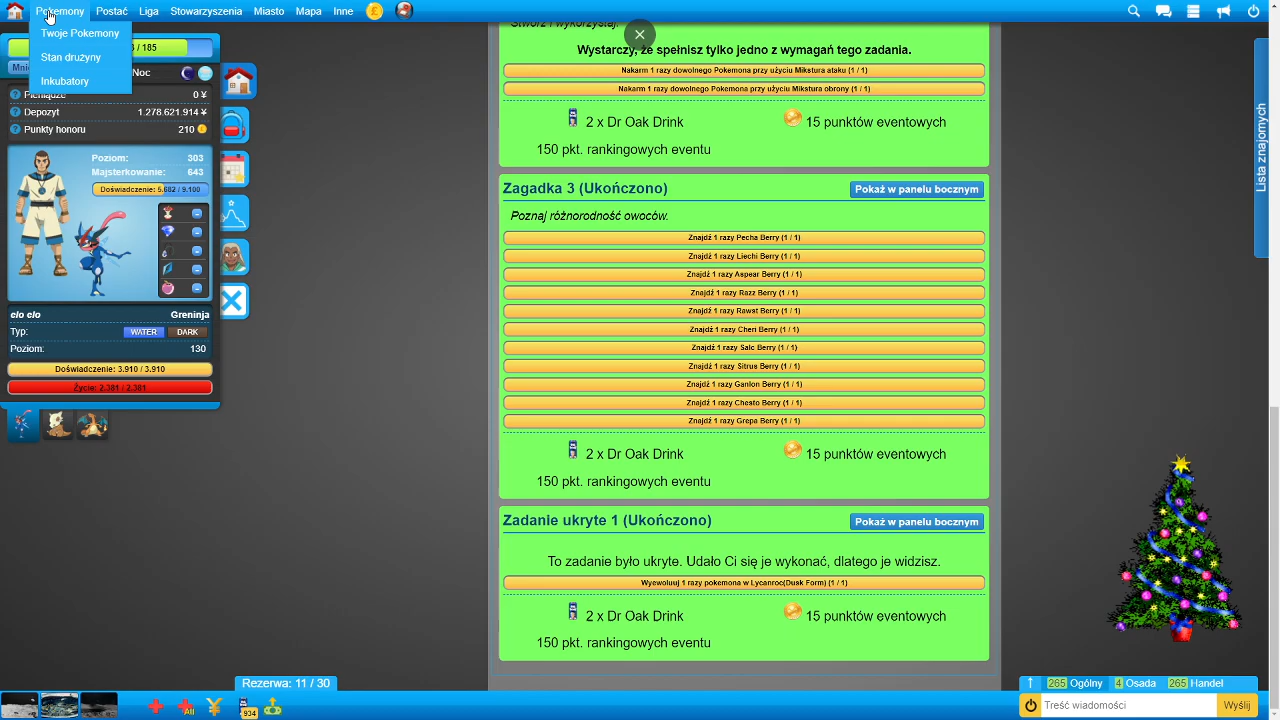 Pokemony Postać Liga Stowarzyszenia Miasto Mapa Inne
Twoje Pokemony
Stan drużyny
Inkubatory
/ 185
Noc
Pieniądze 0 ¥
Depozyt 1.278.621.914 ¥
Punkty honoru 210
Poziom: 303
Majsterkowanie: 643
Doświadczenie: 5.682 / 9.100
clo clo Greninja
Typ: WATER DARK
Poziom: 130
Doświadczenie: 3.910 / 3.910
Życie: 2.381 / 2.381
Stwórz i wykorzystaj.
Wystarczy, że spełnisz tylko jedno z wymagań tego zadania.
Nakarm 1 razy dowolnego Pokemona przy użyciu Mikstura ataku (1 / 1)
Nakarm 1 razy dowolnego Pokemona przy użyciu Mikstura obrony (1 / 1)
2 x Dr Oak Drink 15 punktów eventowych
150 pkt. rankingowych eventu
Zagadka 3 (Ukończono) Pokaż w panelu bocznym
Poznaj różnorodność owoców.
Znajdź 1 razy Pecha Berry (1 / 1)
Znajdź 1 razy Liechi Berry (1 / 1)
Znajdź 1 razy Aspear Berry (1 / 1)
Znajdź 1 razy Razz Berry (1 / 1)
Znajdź 1 razy Rawst Berry (1 / 1)
Znajdź 1 razy Cheri Berry (1 / 1)
Znajdź 1 razy Salc Berry (1 / 1)
Znajdź 1 razy Sitrus Berry (1 / 1)
Znajdź 1 razy Ganlon Berry (1 / 1)
Znajdź 1 razy Chesto Berry (1 / 1)
Znajdź 1 razy Grepa Berry (1 / 1)
2 x Dr Oak Drink 15 punktów eventowych
150 pkt. rankingowych eventu
Zadanie ukryte 1 (Ukończono) Pokaż w panelu bocznym
To zadanie było ukryte. Udało Ci się je wykonać, dlatego je widzisz.
Wyewoluuj 1 razy pokemona w Lycanroc(Dusk Form) (1 / 1)
2 x Dr Oak Drink 15 punktów eventowych
150 pkt. rankingowych eventu
Lista znajomych
Rezerwa: 11 / 30
All
934
265 Ogólny 4 Osada 265 Handel
Treść wiadomości Wyślij